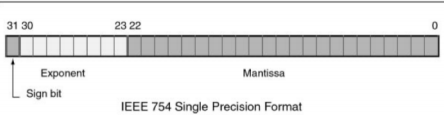 31 30 23 22 0
Exponent Mantissa
Sign bit
IEEE 754 Single Precision Format